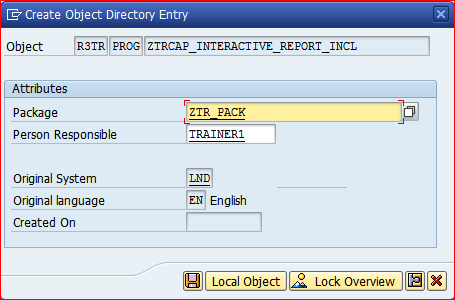 Create Object Directory Entry
Object R3TR PROG ZTRCAP_INTERACTIVE_REPORT_INCL
Attributes
Package ZTR_PACK
Person Responsible TRAINER1
Original System LND
Original language EN English
Created On
Local Object Lock Overview